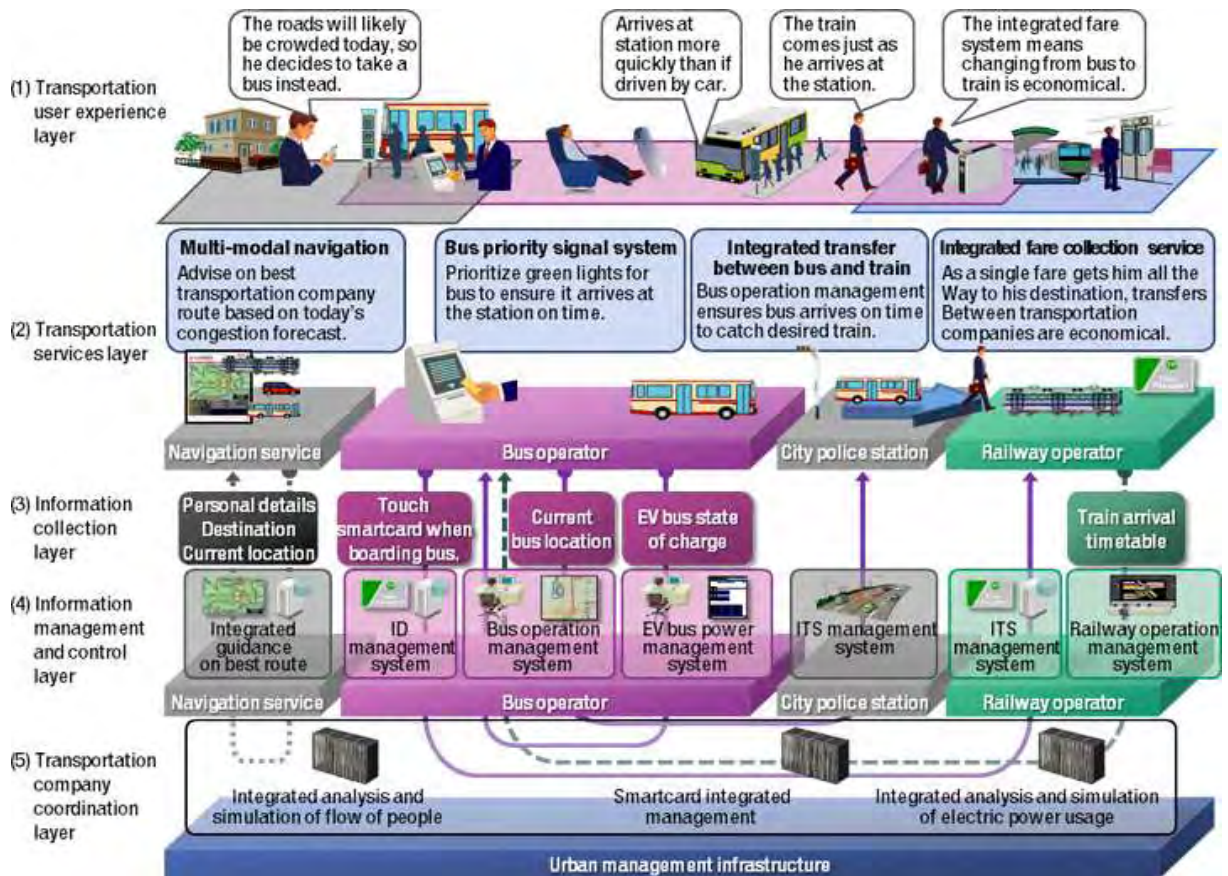 The roads will likely
be crowded today, so
he decides to take a
bus instead.
Arrives at
station more
quickly than if
driven by car.
The train
comes just as
he arrives at
the station.
The integrated fare
system means
changing from bus to
train is economical.
(1) Transportation
user experience
layer
Multi-modal navigation
Advise on best
transportation company
route based on today's
congestion forecast.
Bus priority signal system
Prioritize green lights for
bus to ensure it arrives at
the station on time.
Integrated transfer
between bus and train
Bus operation management
ensures bus arrives on time
to catch desired train.
Integrated fare collection service
As a single fare gets him all the
Way to his destination, transfers
Between transportation
companies are economical.
(2) Transportation
services layer
Navigation service
Bus operator
City police station
Railway operator
(3) Information
collection
layer
Personal details
Destination
Current location
Touch
smartcard when
boarding bus.
Current
bus location
EV bus state
of charge
Train arrival
timetable
(4) Information
management
and control
layer
Integrated
guidance
on best route
ID
management
system
Bus operation
management
system
EV bus power
management
system
ITS management
system
ITS
management
system
Railway operation
management
system
Navigation service
Bus operator
City police station
Railway operator
(5) Transportation
company
coordination
layer
Integrated analysis and
simulation of flow of people
Smartcard integrated
management
Integrated analysis and simulation
of electric power usage
Urban management infrastructure